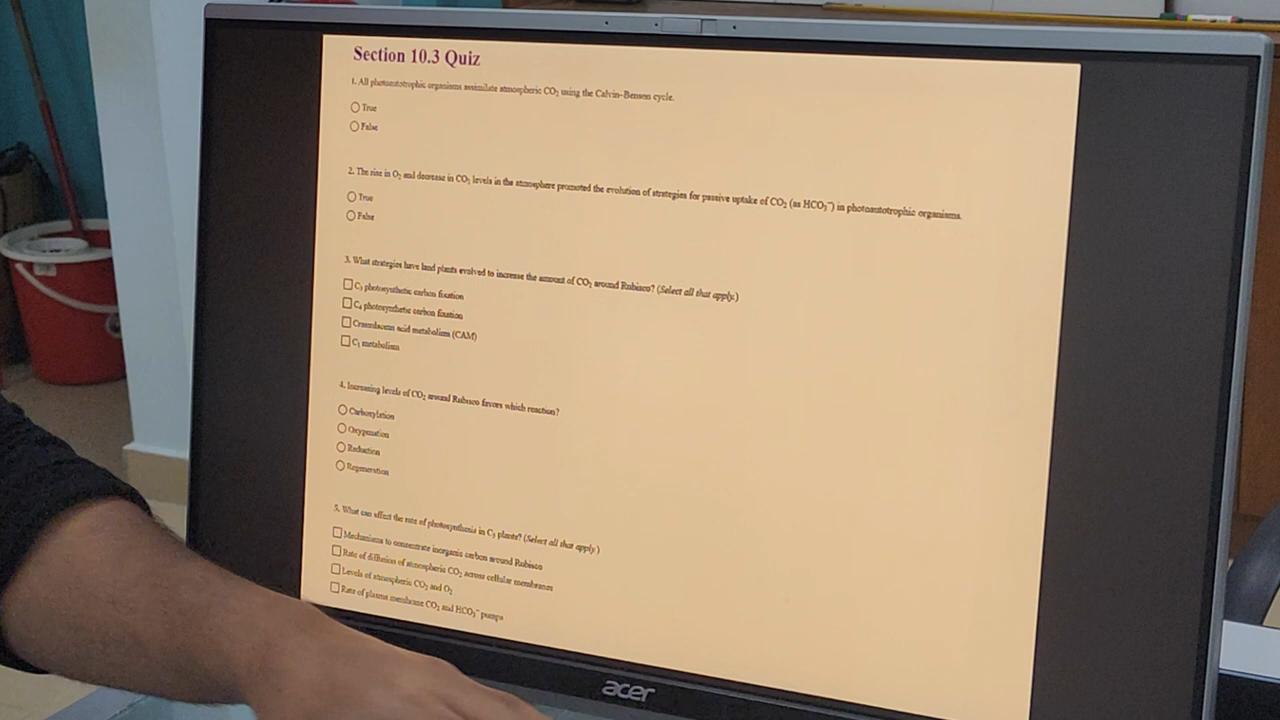 Section 10.3 Quiz
1. All photoautotrophic organisms assimilate atmospheric CO₂ using the Calvin–Benson cycle.
True
False
2. The rise in O₂ and decrease in CO₂ levels in the atmosphere promoted the evolution of strategies for passive uptake of CO₂ (as HCO₃⁻) in photoautotrophic organisms.
True
False
3. What strategies have land plants evolved to increase the amount of CO₂ around Rubisco? (Select all that apply.)
C₃ photosynthetic carbon fixation
C₄ photosynthetic carbon fixation
Crassulacean acid metabolism (CAM)
C₁ metabolism
4. Increasing levels of CO₂ around Rubisco favors which reaction?
Carboxylation
Oxygenation
Reduction
Regeneration
5. What can affect the rate of photosynthesis in C₃ plants? (Select all that apply.)
Mechanisms to concentrate inorganic carbon around Rubisco
Rate of diffusion of atmospheric CO₂ across cellular membranes
Levels of atmospheric CO₂ and O₂
Rate of plasma membrane CO₂ and HCO₃⁻ pumps
acer